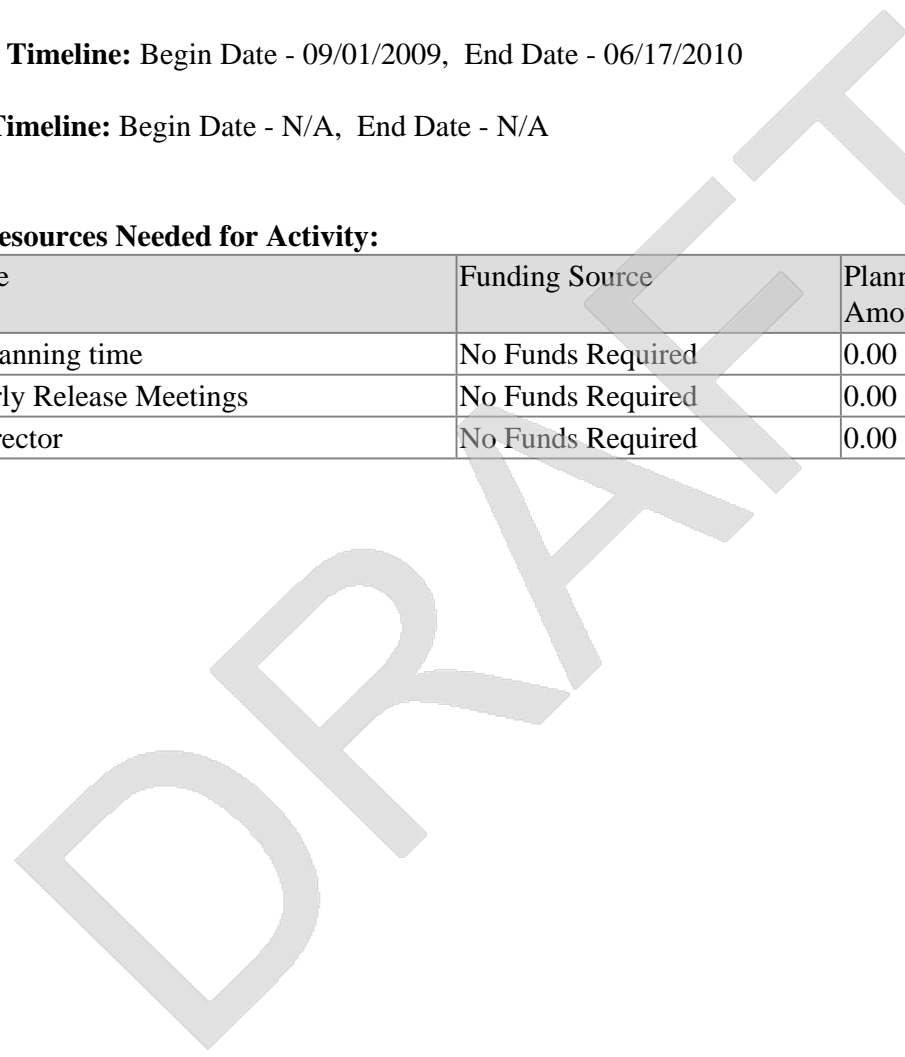 Timeline: Begin Date - 09/01/2009, End Date - 06/17/2010
Timeline: Begin Date - N/A, End Date - N/A
esources Needed for Activity:
e Funding Source Plann
Amou
anning time No Funds Required 0.00
rly Release Meetings No Funds Required 0.00
rector No Funds Required 0.00
DRAFT